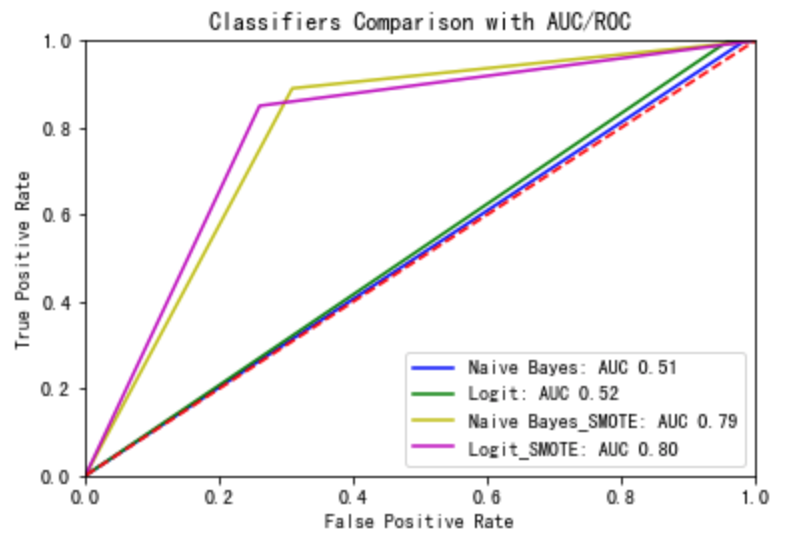 Classifiers Comparison with AUC/ROC
1.0
0.8
0.6
0.4
0.2
0.0
True Positive Rate
Naive Bayes: AUC 0.51
Logit: AUC 0.52
Naive Bayes_SMOTE: AUC 0.79
Logit_SMOTE: AUC 0.80
0.0 0.2 0.4 0.6 0.8 1.0
False Positive Rate